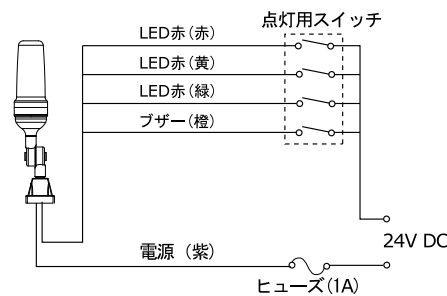 点灯用スイッチ
LED赤(赤)
LED赤(黄)
LED赤(緑)
ブザー(橙)
24V DC
電源（紫）
ヒューズ(1A)